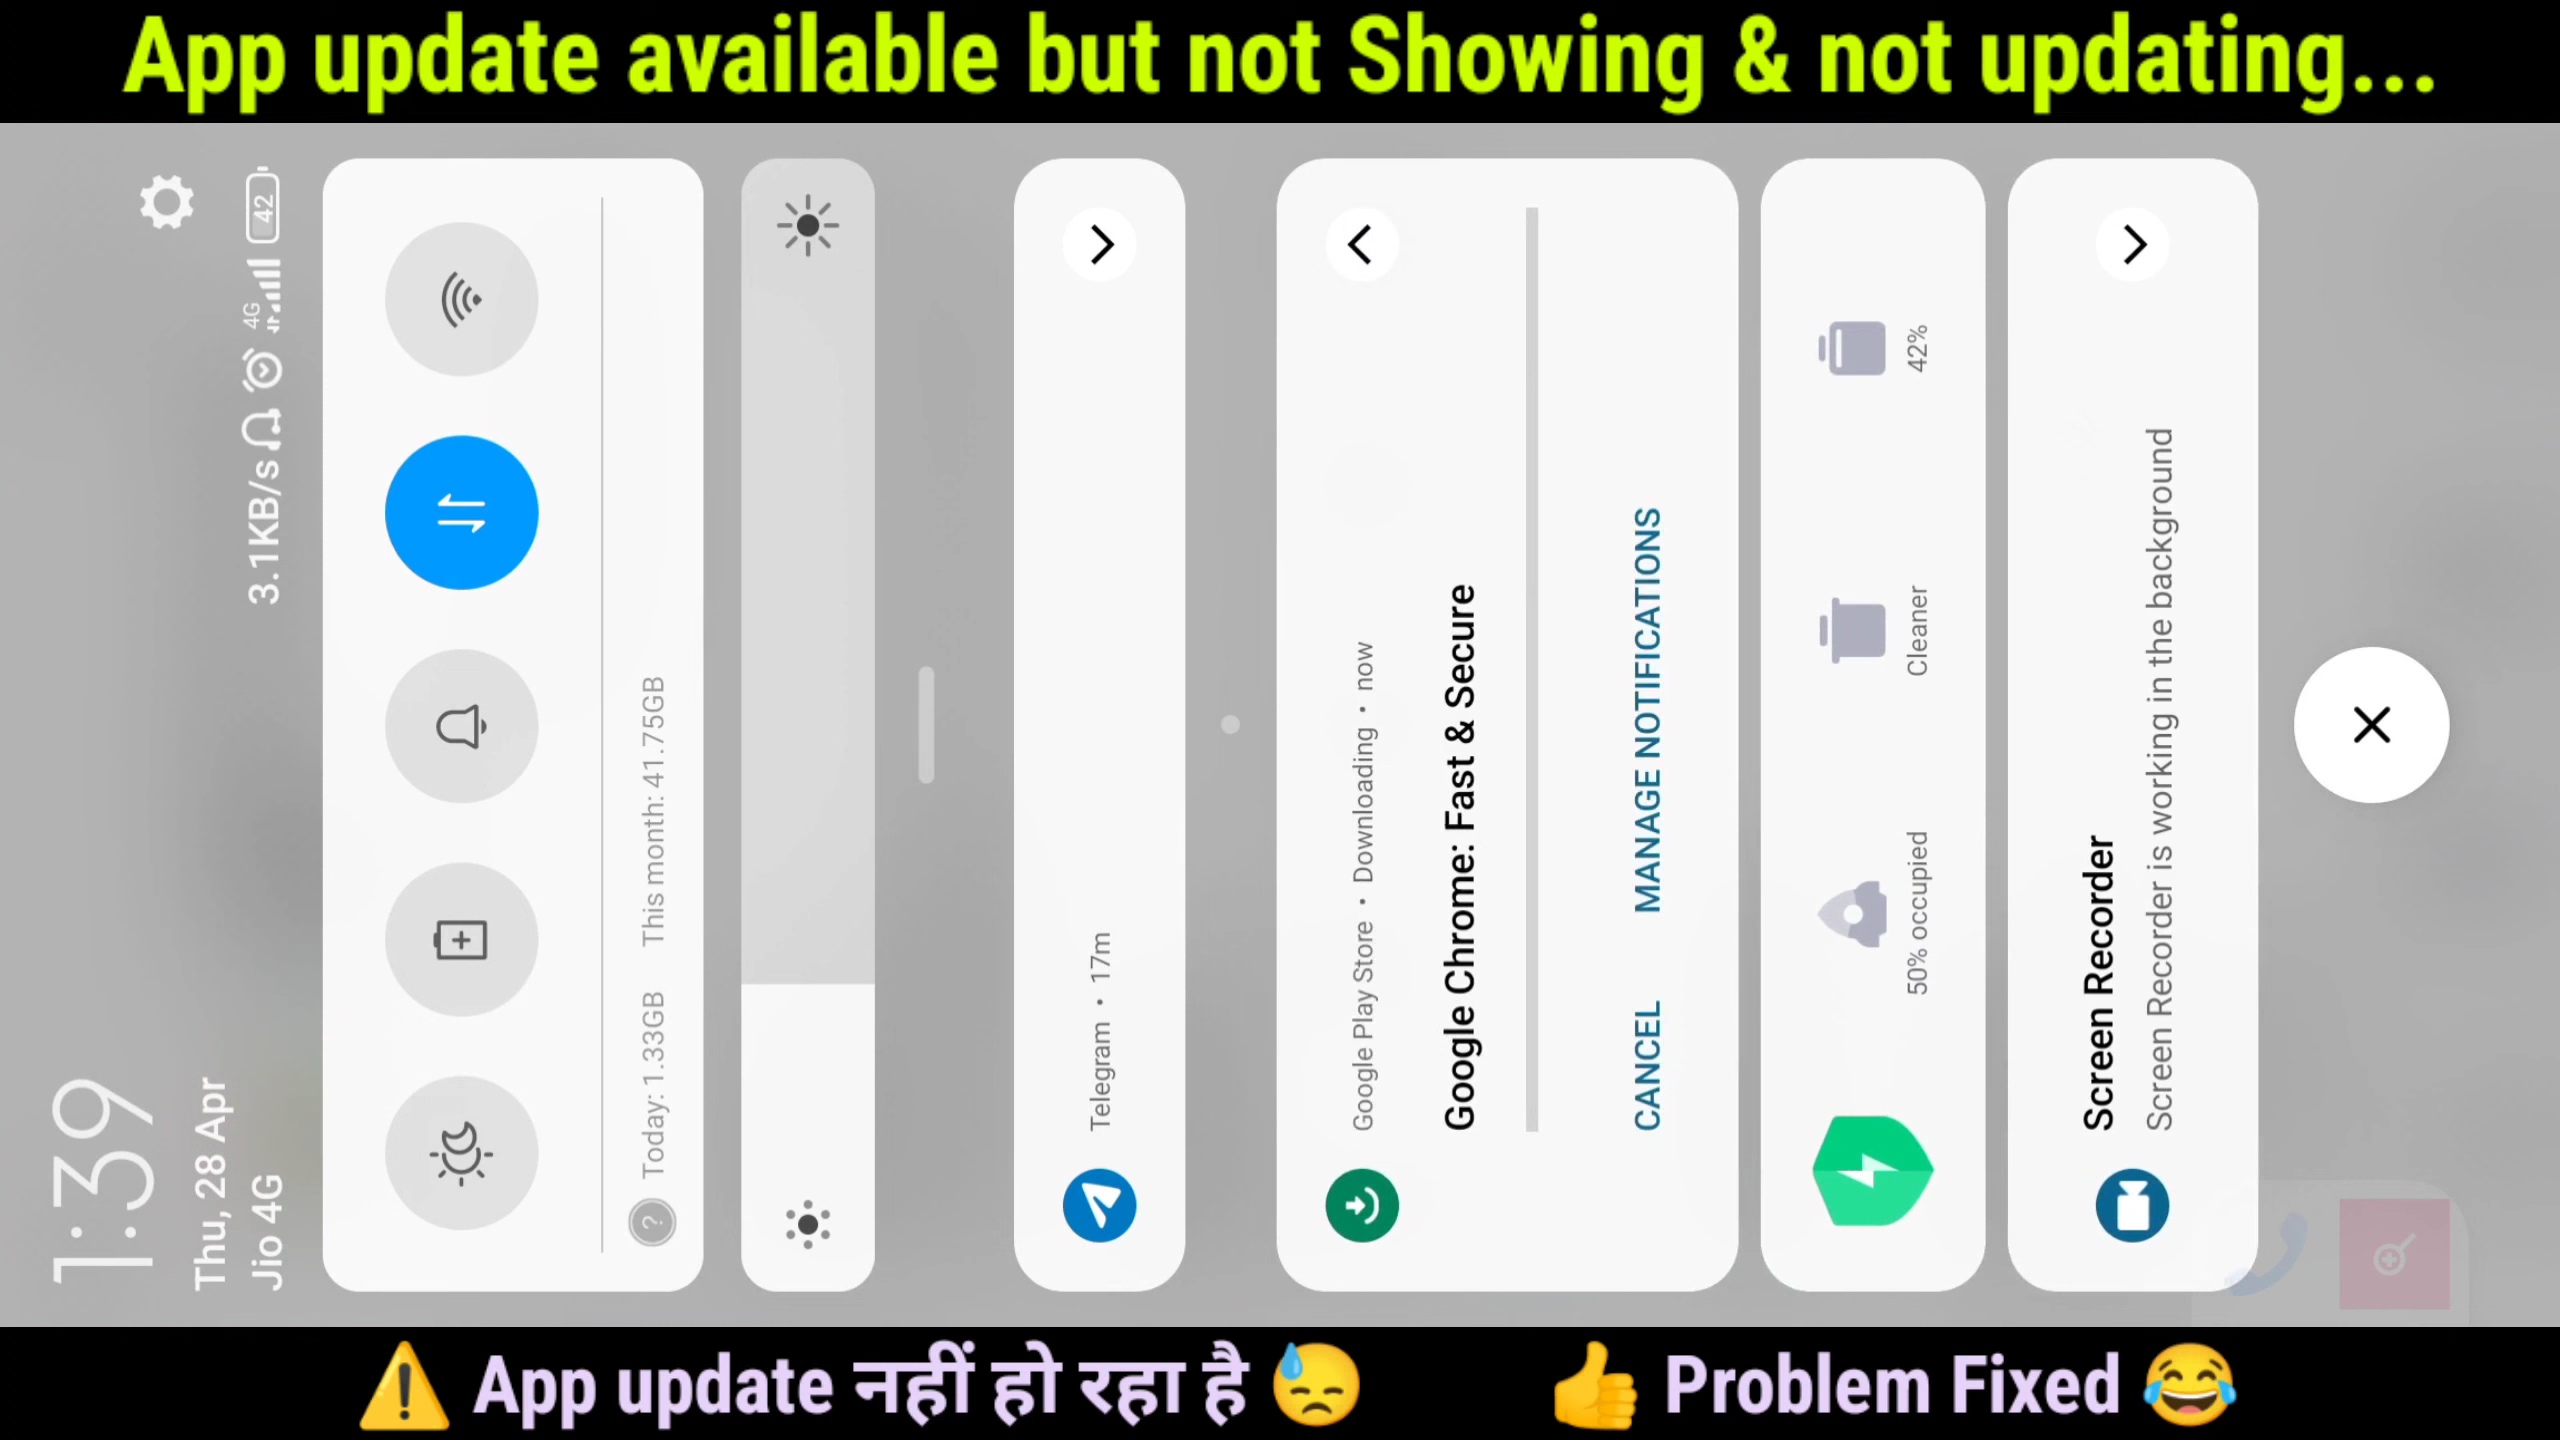 App update available but not Showing & not updating...
1:39
Thu, 28 Apr
Jio 4G
3.1KB/s
4G
42
? Today: 1.33GB This month: 41.75GB
Telegram • 17m
Google Play Store • Downloading • now
Google Chrome: Fast & Secure
CANCEL MANAGE NOTIFICATIONS
50% occupied
Cleaner
42%
Screen Recorder
Screen Recorder is working in the background
⚠️ App update नहीं हो रहा है 😓 👍 Problem Fixed 😂